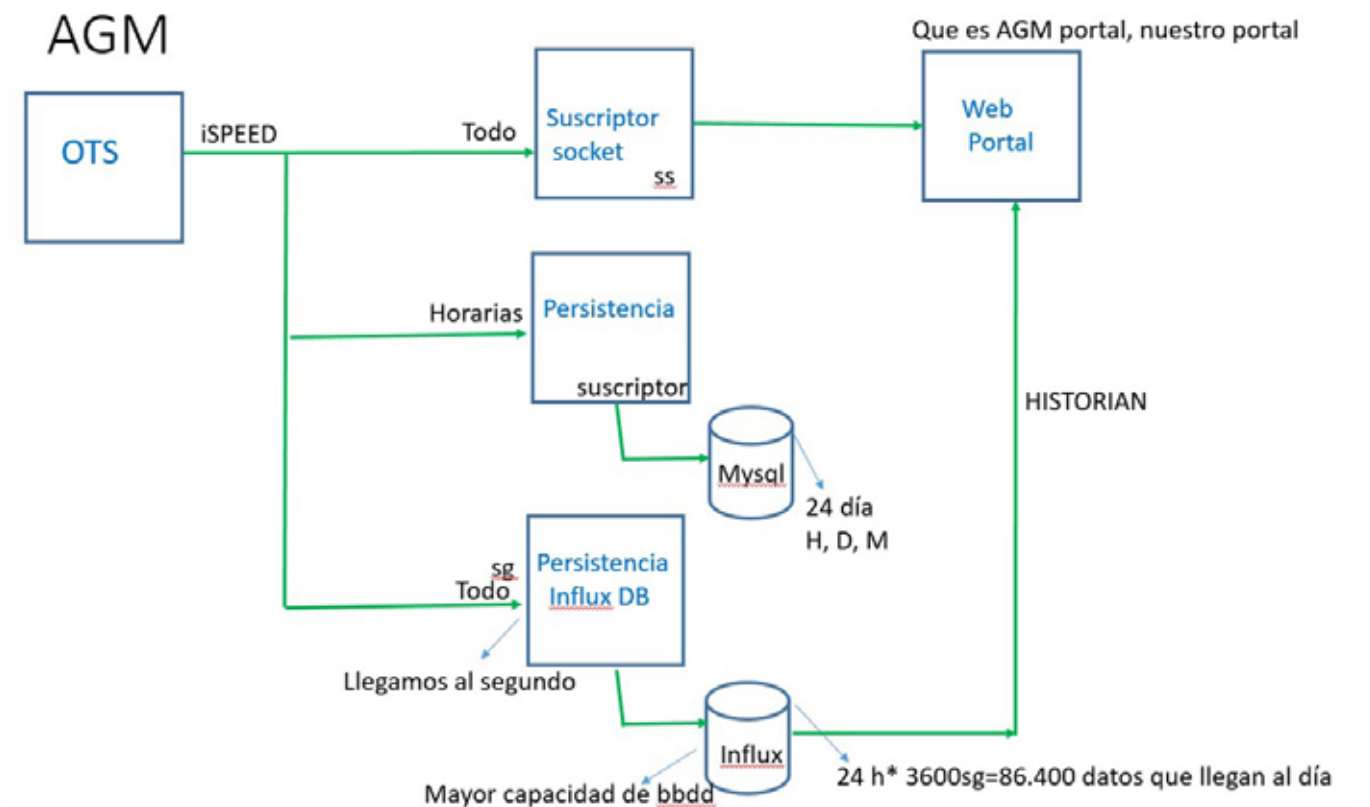 AGM
Que es AGM portal, nuestro portal
OTS
iSPEED
Todo
Suscriptor
socket
ss
Web
Portal
Horarias
Persistencia
suscriptor
HISTORIAN
Mysql
24 día
H, D, M
sg
Todo
Persistencia
Influx DB
Llegamos al segundo
Influx
24 h* 3600sg=86.400 datos que llegan al día
Mayor capacidad de bbdd